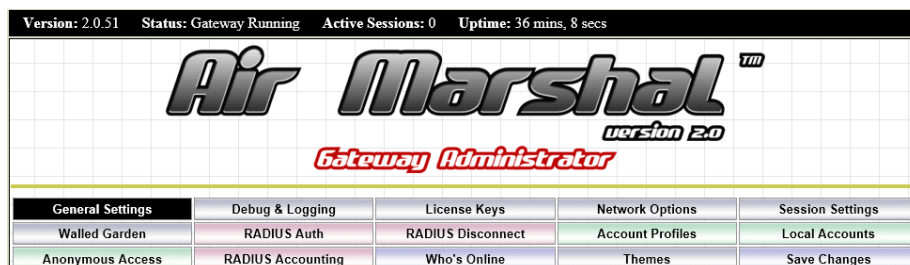 Version: 2.0.51 Status: Gateway Running Active Sessions: 0 Uptime: 36 mins, 8 secs
Air Marshal ™
version 2.0
Gateway Administrator
General Settings Debug & Logging License Keys Network Options Session Settings
Walled Garden RADIUS Auth RADIUS Disconnect Account Profiles Local Accounts
Anonymous Access RADIUS Accounting Who's Online Themes Save Changes